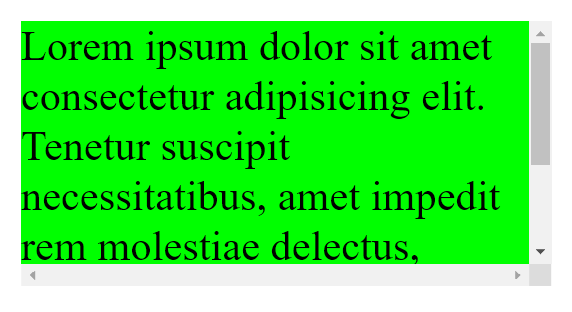 Lorem ipsum dolor sit amet
consectetur adipisicing elit.
Tenetur suscipit
necessitatibus, amet impedit
rem molestiae delectus,